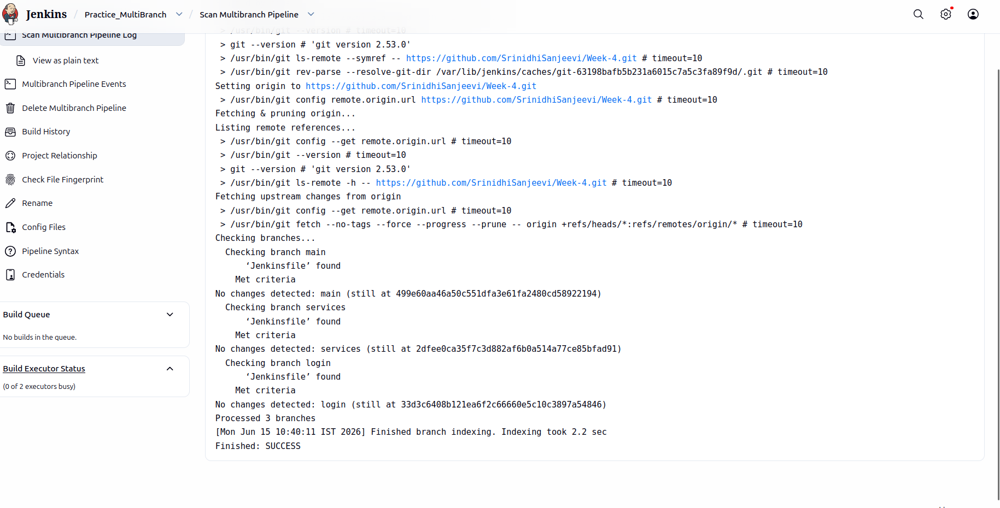 Jenkins / Practice_MultiBranch / Scan Multibranch Pipeline
Scan Multibranch Pipeline Log
View as plain text
Multibranch Pipeline Events
Delete Multibranch Pipeline
Build History
Project Relationship
Check File Fingerprint
Rename
Config Files
Pipeline Syntax
Credentials
Build Queue
No builds in the queue.
Build Executor Status
(0 of 2 executors busy)
> /usr/bin/git --version # timeout=10
> git --version # 'git version 2.53.0'
> /usr/bin/git ls-remote --symref -- https://github.com/SrinidhiSanjeevi/Week-4.git # timeout=10
> /usr/bin/git rev-parse --resolve-git-dir /var/lib/jenkins/caches/git-63198bafb5b231a6015c7a5c3fa89f9d/.git # timeout=10
Setting origin to https://github.com/SrinidhiSanjeevi/Week-4.git
> /usr/bin/git config remote.origin.url https://github.com/SrinidhiSanjeevi/Week-4.git # timeout=10
Fetching & pruning origin...
Listing remote references...
> /usr/bin/git config --get remote.origin.url # timeout=10
> /usr/bin/git --version # timeout=10
> git --version # 'git version 2.53.0'
> /usr/bin/git ls-remote -h -- https://github.com/SrinidhiSanjeevi/Week-4.git # timeout=10
Fetching upstream changes from origin
> /usr/bin/git config --get remote.origin.url # timeout=10
> /usr/bin/git fetch --no-tags --force --progress --prune -- origin +refs/heads/*:refs/remotes/origin/* # timeout=10
Checking branches...
Checking branch main
‘Jenkinsfile’ found
Met criteria
No changes detected: main (still at 499e60aa46a50c551dfa3e61fa2480cd58922194)
Checking branch services
‘Jenkinsfile’ found
Met criteria
No changes detected: services (still at 2dfee0ca35f7c3d882af6b0a514a77ce85bfad91)
Checking branch login
‘Jenkinsfile’ found
Met criteria
No changes detected: login (still at 33d3c6408b121ea6f2c66660e5c10c3897a54846)
Processed 3 branches
[Mon Jun 15 10:40:11 IST 2026] Finished branch indexing. Indexing took 2.2 sec
Finished: SUCCESS